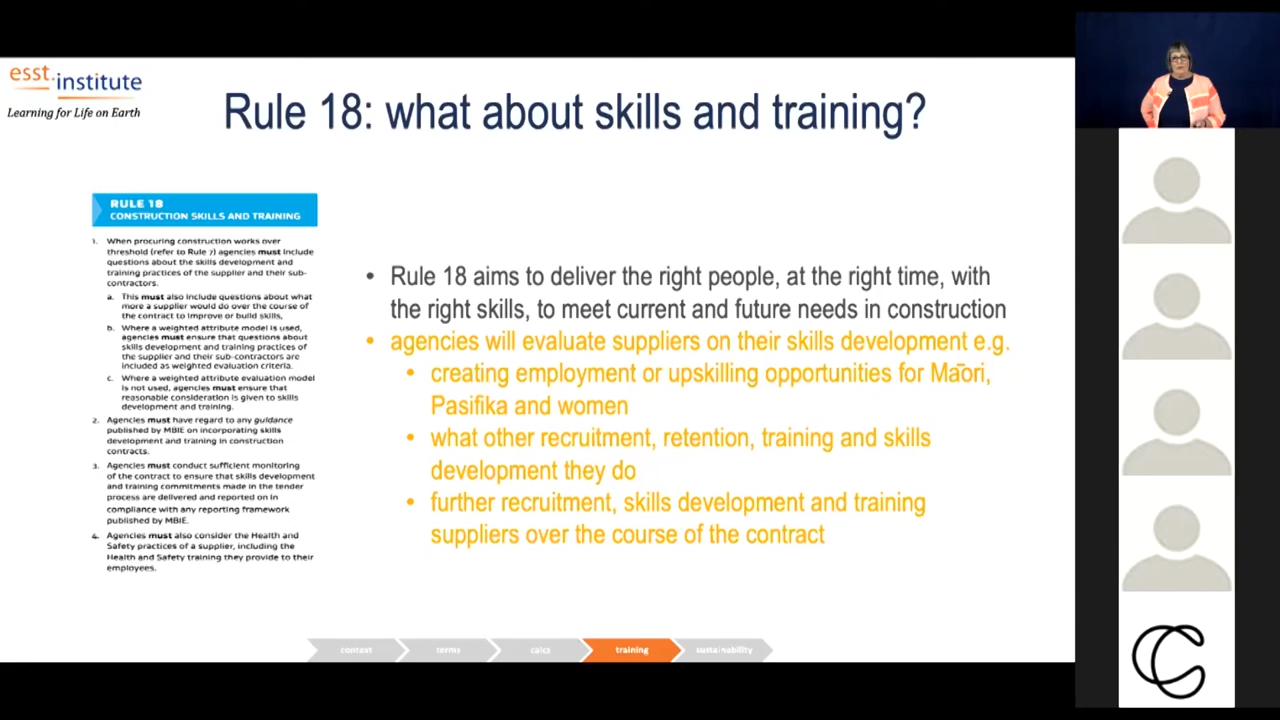 esst.institute
Learning for Life on Earth
Rule 18: what about skills and training?
RULE 18
CONSTRUCTION SKILLS AND TRAINING
1. When procuring construction works over
threshold (refer to Rule 7) agencies must include
questions about the skills development and
training practices of the supplier and their sub-
contractors.
a. This must also include questions about what
more a supplier would do over the course of
the contract to improve or build skills,
b. Where a weighted attribute model is used,
agencies must ensure that questions about
skills development and training practices of
the supplier and their sub-contractors are
included as weighted evaluation criteria.
c. Where a weighted attribute evaluation model
is not used, agencies must ensure that
reasonable consideration is given to skills
development and training.
2. Agencies must have regard to any guidance
published by MBIE on incorporating skills
development and training in construction
contracts.
3. Agencies must conduct sufficient monitoring
of the contract to ensure that skills development
and training commitments made in the tender
process are delivered and reported on in
compliance with any reporting framework
published by MBIE.
4. Agencies must also consider the Health and
Safety practices of a supplier, including the
Health and Safety training they provide to their
employees.
• Rule 18 aims to deliver the right people, at the right time, with
the right skills, to meet current and future needs in construction
• agencies will evaluate suppliers on their skills development e.g.
• creating employment or upskilling opportunities for Māori,
Pasifika and women
• what other recruitment, retention, training and skills
development they do
• further recruitment, skills development and training
suppliers over the course of the contract
context
terms
calcs
training
sustainability